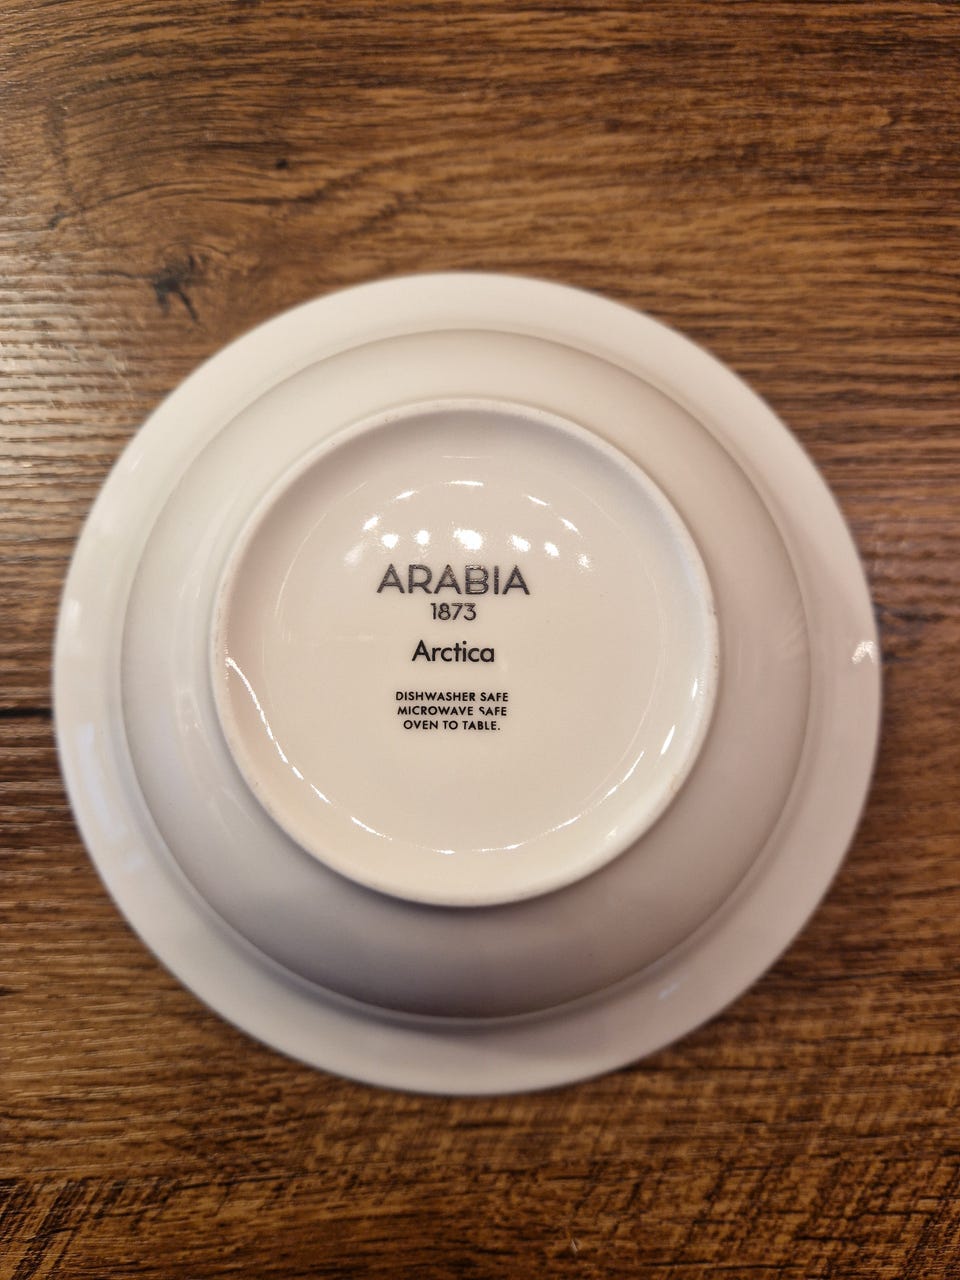 ARABIA
1873
Arctica
DISHWASHER SAFE
MICROWAVE SAFE
OVEN TO TABLE.